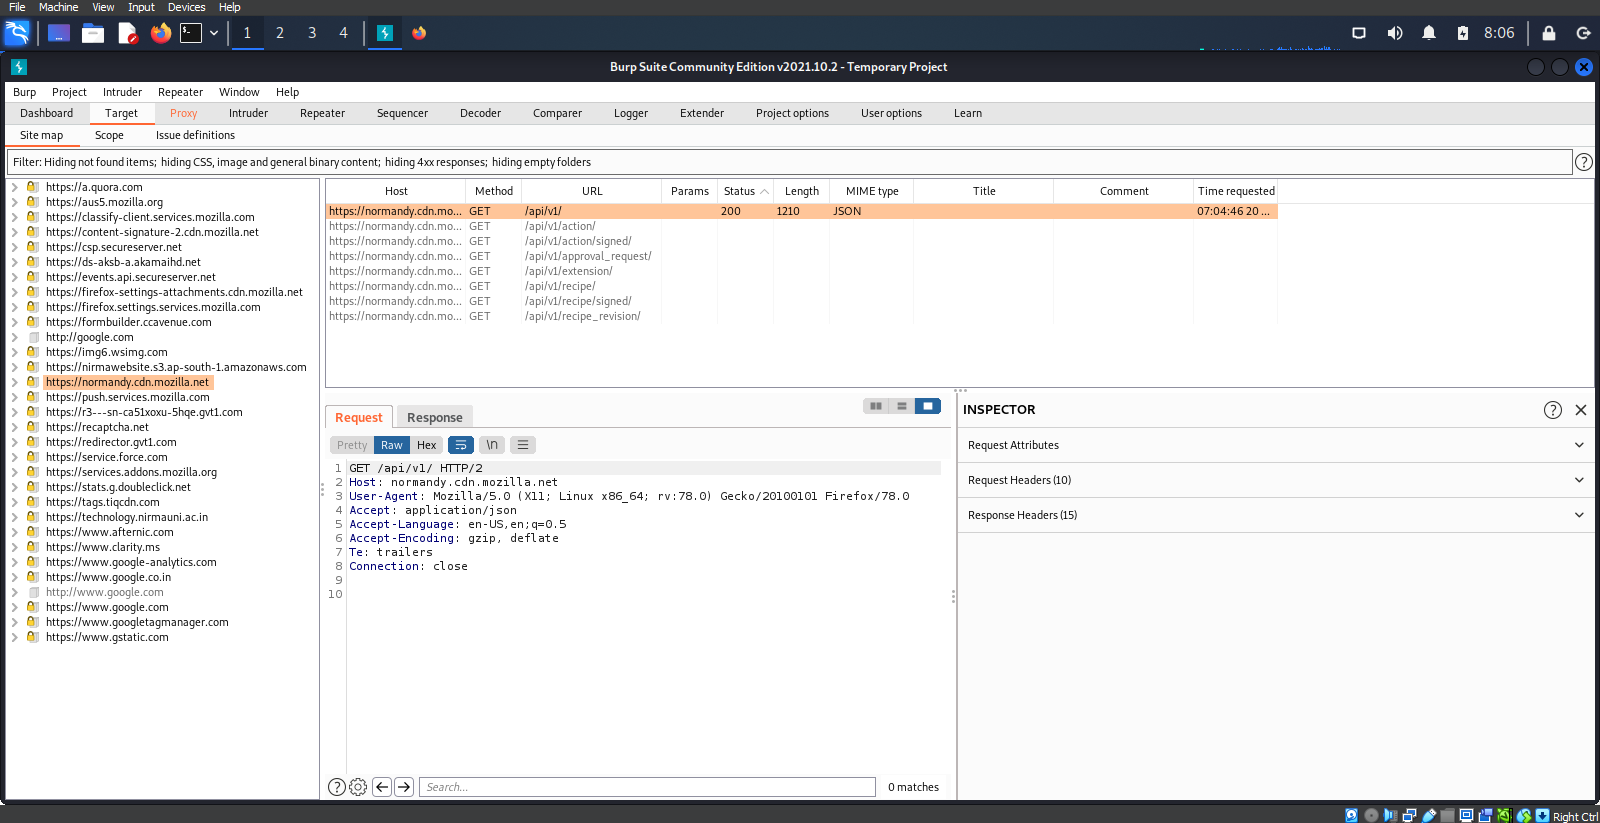 File Machine View Input Devices Help
1 2 3 4 8:06
Burp Suite Community Edition v2021.10.2 - Temporary Project
Burp Project Intruder Repeater Window Help
Dashboard Target Proxy Intruder Repeater Sequencer Decoder Comparer Logger Extender Project options User options Learn
Site map Scope Issue definitions
Filter: Hiding not found items; hiding CSS, image and general binary content; hiding 4xx responses; hiding empty folders
https://a.quora.com
https://aus5.mozilla.org
https://classify-client.services.mozilla.com
https://content-signature-2.cdn.mozilla.net
https://csp.secureserver.net
https://ds-aksb-a.akamaihd.net
https://events.api.secureserver.net
https://firefox-settings-attachments.cdn.mozilla.net
https://firefox.settings.services.mozilla.com
https://formbuilder.ccavenue.com
http://google.com
https://img6.wsimg.com
https://nirmawebsite.s3.ap-south-1.amazonaws.com
https://normandy.cdn.mozilla.net
https://push.services.mozilla.com
https://r3---sn-ca51xoxu-5hqe.gvt1.com
https://recaptcha.net
https://redirector.gvt1.com
https://service.force.com
https://services.addons.mozilla.org
https://stats.g.doubleclick.net
https://tags.tiqcdn.com
https://technology.nirmauni.ac.in
https://www.afternic.com
https://www.clarity.ms
https://www.google-analytics.com
https://www.google.co.in
http://www.google.com
https://www.google.com
https://www.googletagmanager.com
https://www.gstatic.com
Host Method URL Params Status Length MIME type Title Comment Time requested
https://normandy.cdn.mo... GET /api/v1/ 200 1210 JSON 07:04:46 20 ...
https://normandy.cdn.mo... GET /api/v1/action/
https://normandy.cdn.mo... GET /api/v1/action/signed/
https://normandy.cdn.mo... GET /api/v1/approval_request/
https://normandy.cdn.mo... GET /api/v1/extension/
https://normandy.cdn.mo... GET /api/v1/recipe/
https://normandy.cdn.mo... GET /api/v1/recipe/signed/
https://normandy.cdn.mo... GET /api/v1/recipe_revision/
Request Response
Pretty Raw Hex \n
1 GET /api/v1/ HTTP/2
2 Host: normandy.cdn.mozilla.net
3 User-Agent: Mozilla/5.0 (X11; Linux x86_64; rv:78.0) Gecko/20100101 Firefox/78.0
4 Accept: application/json
5 Accept-Language: en-US,en;q=0.5
6 Accept-Encoding: gzip, deflate
7 Te: trailers
8 Connection: close
9
10
Search... 0 matches
INSPECTOR
Request Attributes
Request Headers (10)
Response Headers (15)
Right Ctrl